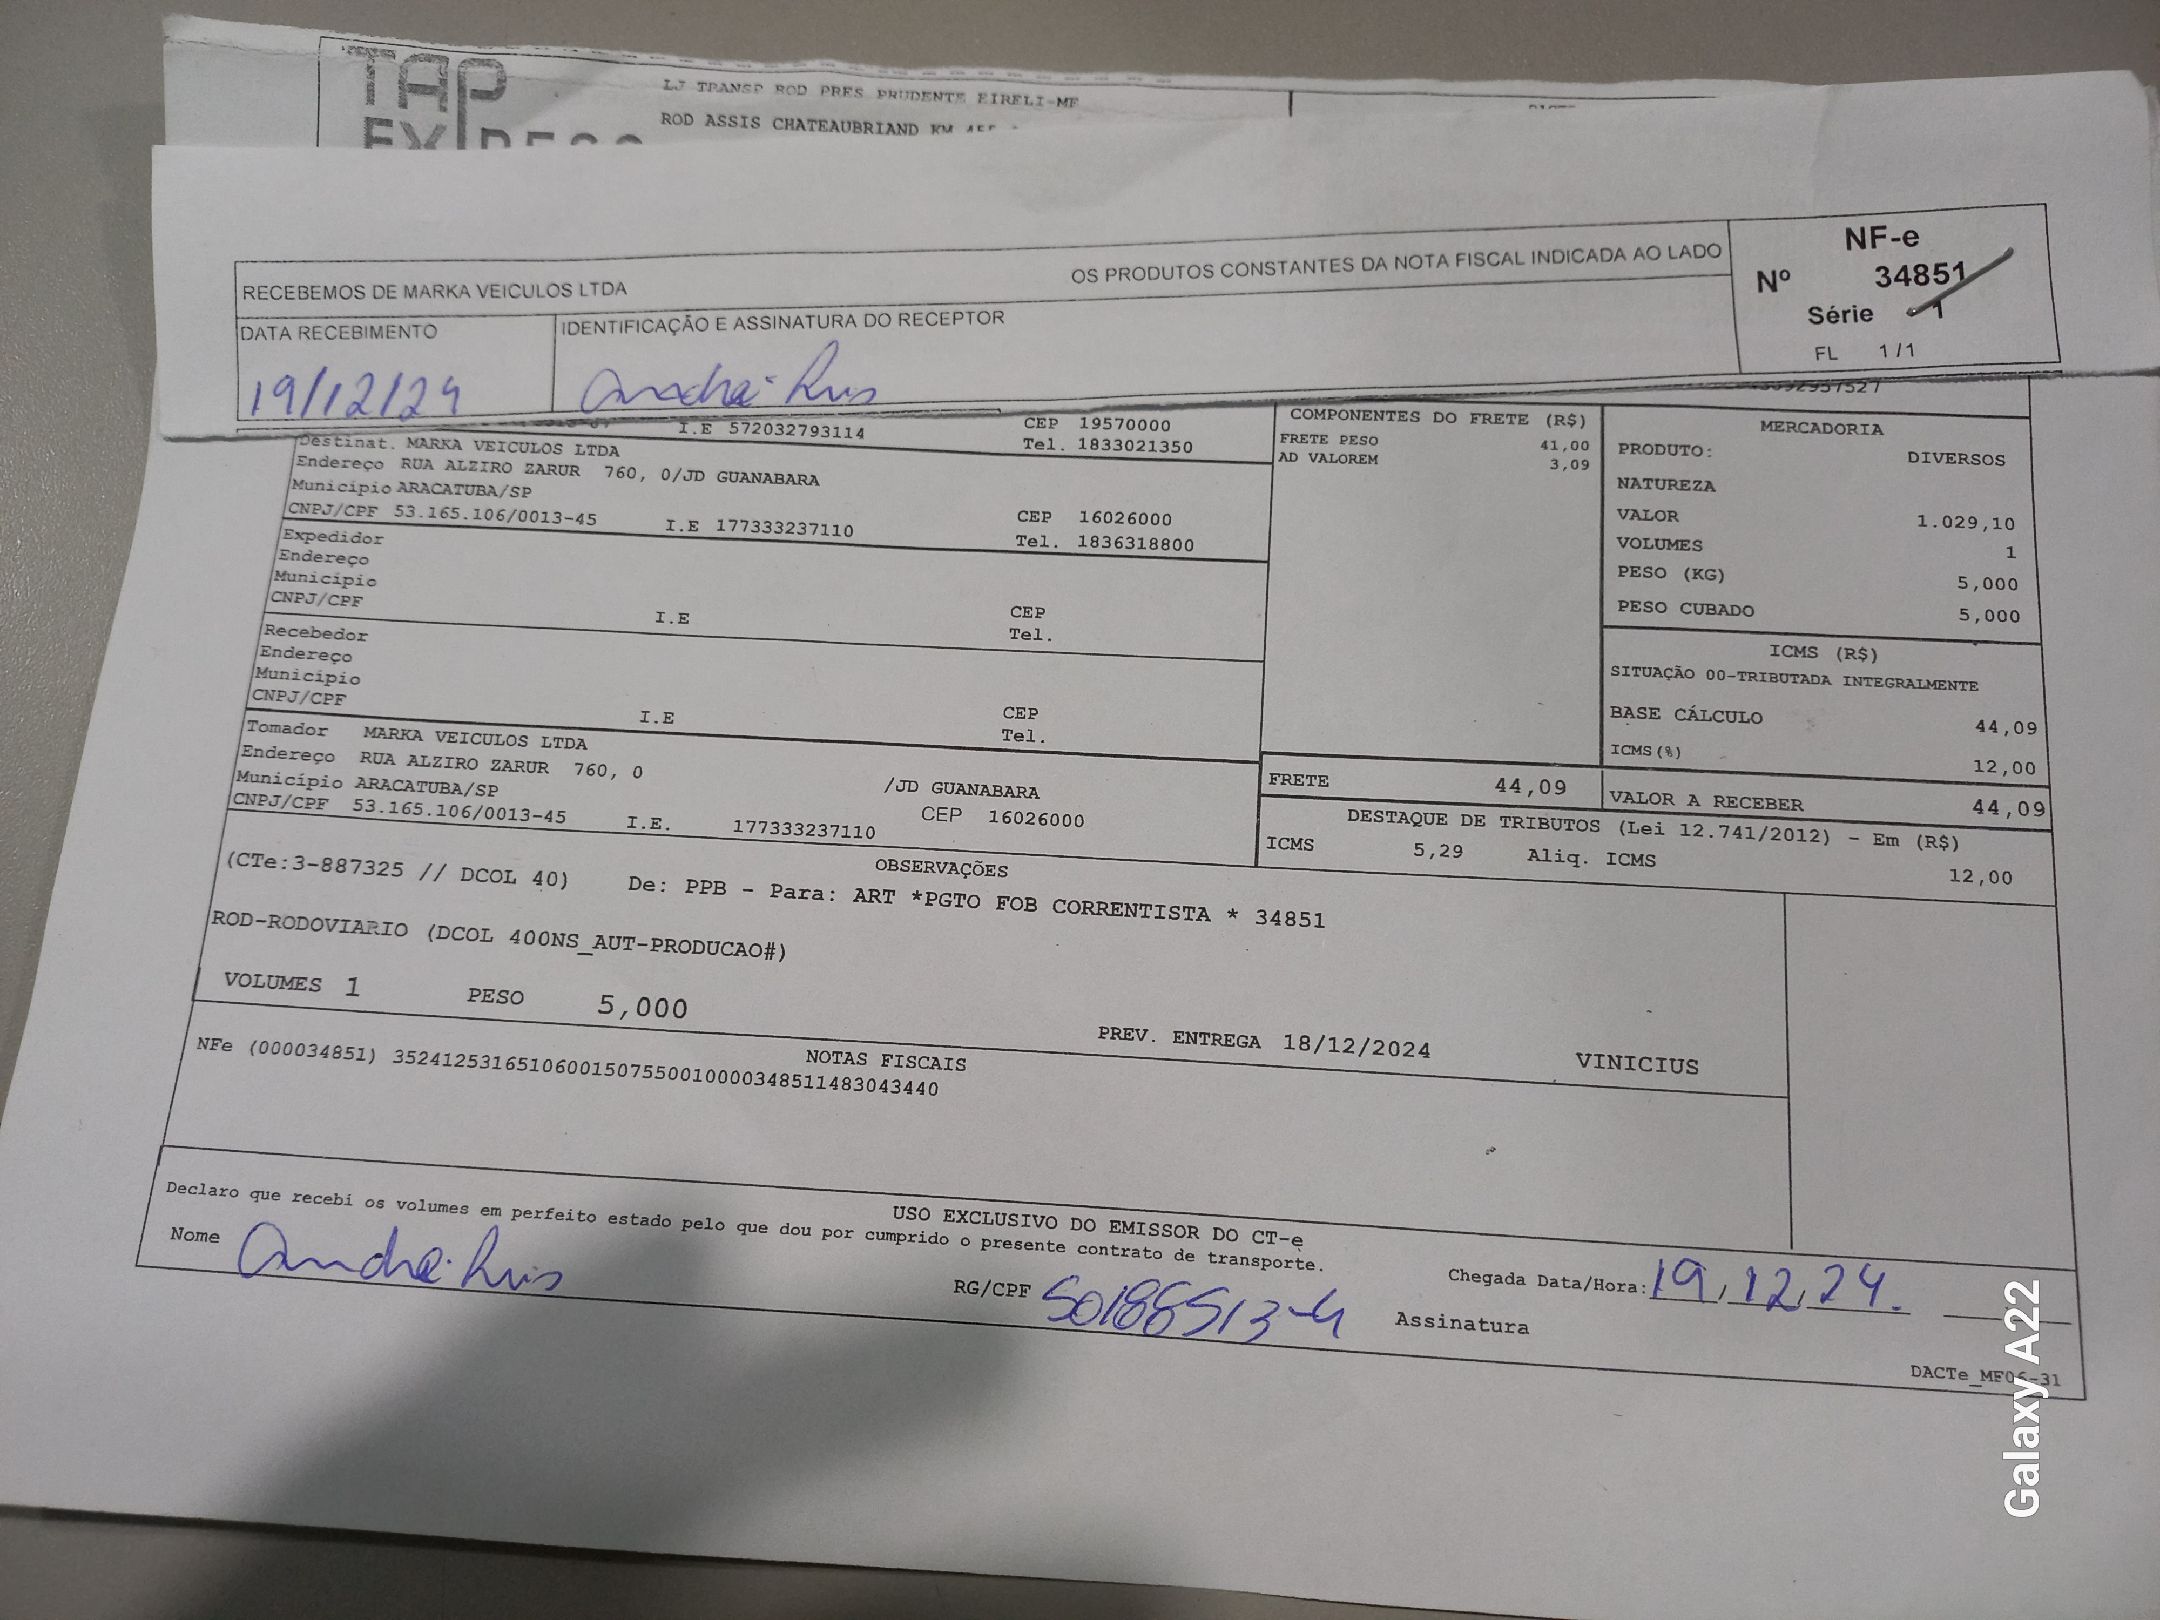 TAP
LJ TRANSP ROD PRES PRUDENTE EIRELI-MF
ROD ASSIS CHATEAUBRIAND KM
RECEBEMOS DE MARKA VEICULOS LTDA OS PRODUTOS CONSTANTES DA NOTA FISCAL INDICADA AO LADO
NF-e
Nº 34851
Série 1
FL 1/1
DATA RECEBIMENTO
19/12/24
IDENTIFICAÇÃO E ASSINATURA DO RECEPTOR
I.E 572032793114 CEP 19570000
Tel. 1833021350
Destinat. MARKA VEICULOS LTDA
Endereço RUA ALZIRO ZARUR 760, 0/JD GUANABARA
Município ARACATUBA/SP CEP 16026000
CNPJ/CPF 53.165.106/0013-45 I.E 177333237110 Tel. 1836318800
Expedidor
Endereço
Município CEP
CNPJ/CPF I.E Tel.
Recebedor
Endereço
Município CEP
CNPJ/CPF I.E Tel.
Tomador MARKA VEICULOS LTDA
Endereço RUA ALZIRO ZARUR 760, 0 /JD GUANABARA
Município ARACATUBA/SP CEP 16026000
CNPJ/CPF 53.165.106/0013-45 I.E. 177333237110
COMPONENTES DO FRETE (R$)
FRETE PESO 41,00
AD VALOREM 3,09
FRETE 44,09
MERCADORIA
PRODUTO: DIVERSOS
NATUREZA
VALOR 1.029,10
VOLUMES 1
PESO (KG) 5,000
PESO CUBADO 5,000
ICMS (R$)
SITUAÇÃO 00-TRIBUTADA INTEGRALMENTE
BASE CÁLCULO 44,09
ICMS(%) 12,00
VALOR A RECEBER 44,09
DESTAQUE DE TRIBUTOS (Lei 12.741/2012) - Em (R$)
ICMS 5,29 Aliq. ICMS 12,00
OBSERVAÇÕES
(CTe:3-887325 // DCOL 40) De: PPB - Para: ART *PGTO FOB CORRENTISTA * 34851
ROD-RODOVIARIO (DCOL 400NS_AUT-PRODUCAO#)
VOLUMES 1 PESO 5,000 PREV. ENTREGA 18/12/2024 VINICIUS
NOTAS FISCAIS
NFe (000034851) 35241253165106001507550010000348511483043440
USO EXCLUSIVO DO EMISSOR DO CT-e
Declaro que recebi os volumes em perfeito estado pelo que dou por cumprido o presente contrato de transporte.
Nome RG/CPF 50188513-4 Chegada Data/Hora: 19,12,24.
Assinatura
DACTe_MF06-31
Galaxy A22